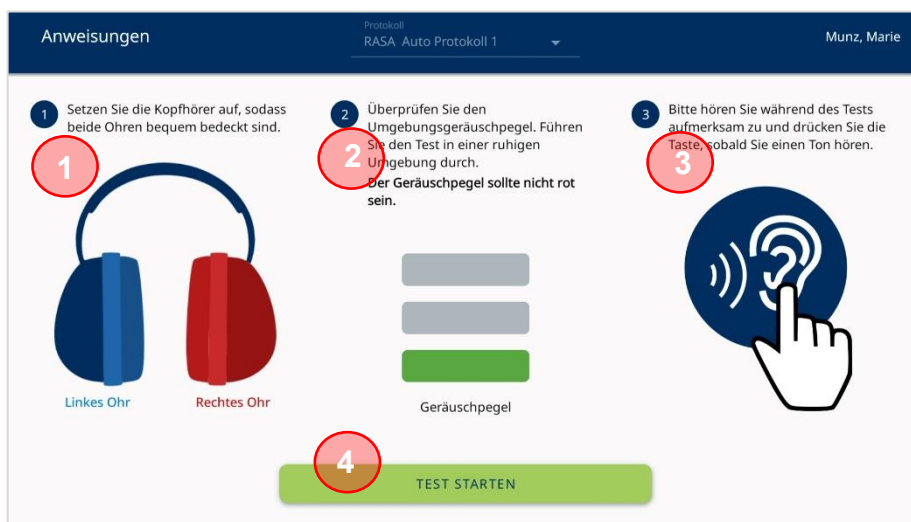 Anweisungen
Protokoll
RASA Auto Protokoll 1
Munz, Marie
1
Setzen Sie die Kopfhörer auf, sodass
beide Ohren bequem bedeckt sind.
1
Linkes Ohr
Rechtes Ohr
2
Überprüfen Sie den
Umgebungsgeräuschpegel. Führen
Sie den Test in einer ruhigen
Umgebung durch.
Der Geräuschpegel sollte nicht rot
sein.
2
Geräuschpegel
3
Bitte hören Sie während des Tests
aufmerksam zu und drücken Sie die
Taste, sobald Sie einen Ton hören.
3
4
TEST STARTEN